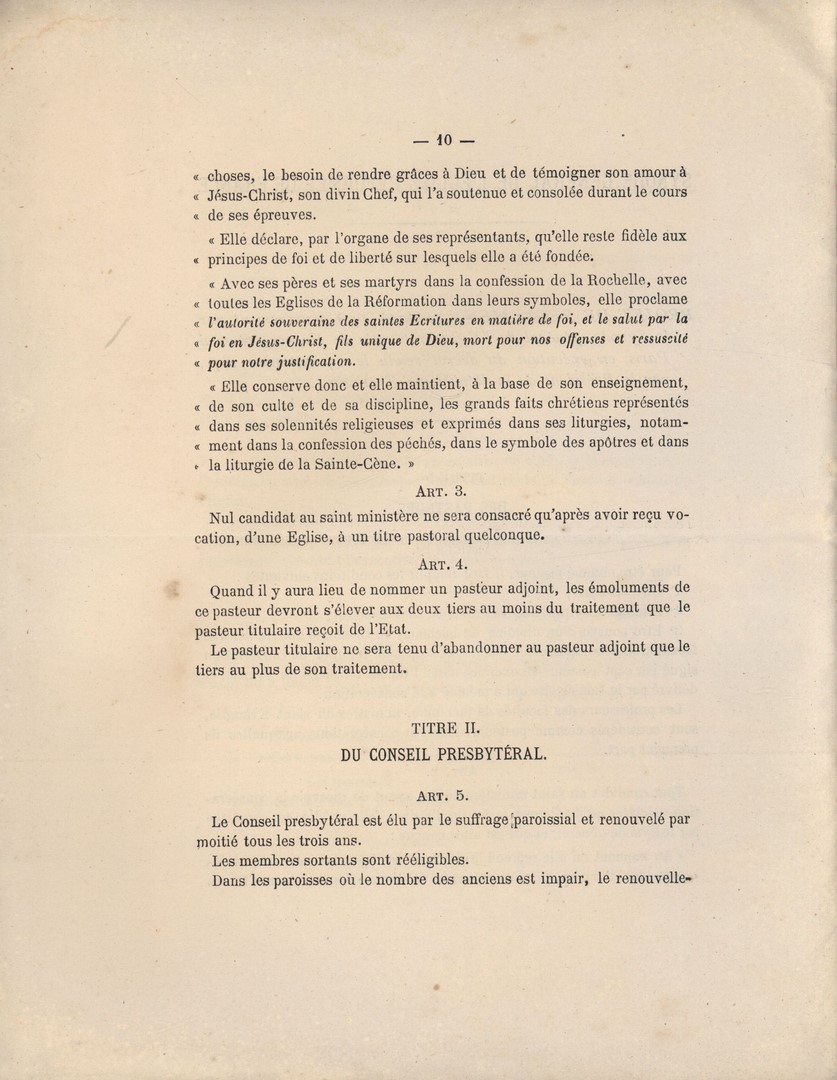 — 10 —
« choses, le besoin de rendre grâces à Dieu et de témoigner son amour à
« Jésus-Christ, son divin Chef, qui l'a soutenue et consolée durant le cours
« de ses épreuves.
« Elle déclare, par l'organe de ses représentants, qu'elle reste fidèle aux
« principes de foi et de liberté sur lesquels elle a été fondée.
« Avec ses pères et ses martyrs dans la confession de la Rochelle, avec
« toutes les Eglises de la Réformation dans leurs symboles, elle proclame
« l'autorité souveraine des saintes Ecritures en matière de foi, et le salut par la
« foi en Jésus-Christ, fils unique de Dieu, mort pour nos offenses et ressuscité
« pour notre justification.
« Elle conserve donc et elle maintient, à la base de son enseignement,
« de son culte et de sa discipline, les grands faits chrétiens représentés
« dans ses solennités religieuses et exprimés dans ses liturgies, notam-
« ment dans la confession des péchés, dans le symbole des apôtres et dans
« la liturgie de la Sainte-Cène. »
ART. 3.
Nul candidat au saint ministère ne sera consacré qu'après avoir reçu vo-
cation, d'une Eglise, à un titre pastoral quelconque.
ART. 4.
Quand il y aura lieu de nommer un pasteur adjoint, les émoluments de
ce pasteur devront s'élever aux deux tiers au moins du traitement que le
pasteur titulaire reçoit de l'Etat.
Le pasteur titulaire ne sera tenu d'abandonner au pasteur adjoint que le
tiers au plus de son traitement.
TITRE II.
DU CONSEIL PRESBYTÉRAL.
ART. 5.
Le Conseil presbytéral est élu par le suffrage paroissial et renouvelé par
moitié tous les trois ans.
Les membres sortants sont rééligibles.
Dans les paroisses où le nombre des anciens est impair, le renouvelle-